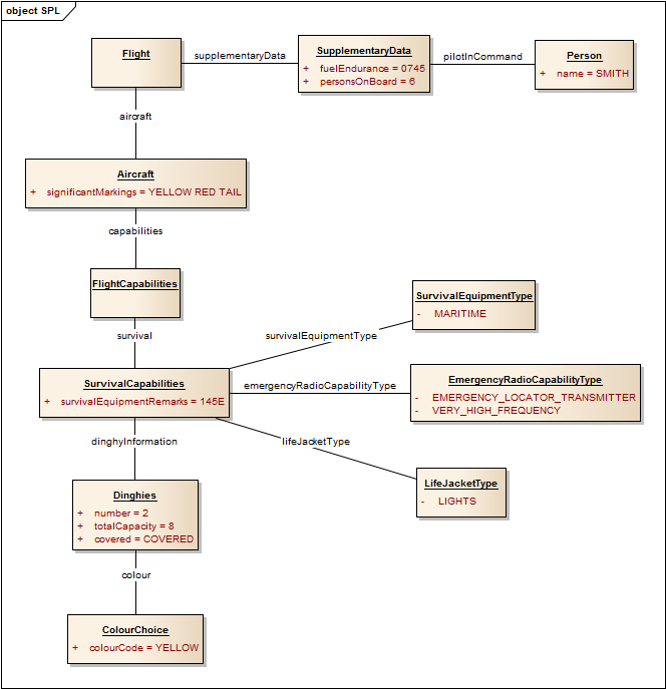 object SPL
Flight
supplementaryData
SupplementaryData
+ fuelEndurance = 0745
+ personsOnBoard = 6
pilotInCommand
Person
+ name = SMITH
aircraft
Aircraft
+ significantMarkings = YELLOW RED TAIL
capabilities
FlightCapabilities
survival
survivalEquipmentType
SurvivalEquipmentType
- MARITIME
SurvivalCapabilities
+ survivalEquipmentRemarks = 145E
emergencyRadioCapabilityType
EmergencyRadioCapabilityType
- EMERGENCY_LOCATOR_TRANSMITTER
- VERY_HIGH_FREQUENCY
dinghyInformation
lifeJacketType
LifeJacketType
- LIGHTS
Dinghies
+ number = 2
+ totalCapacity = 8
+ covered = COVERED
colour
ColourChoice
+ colourCode = YELLOW